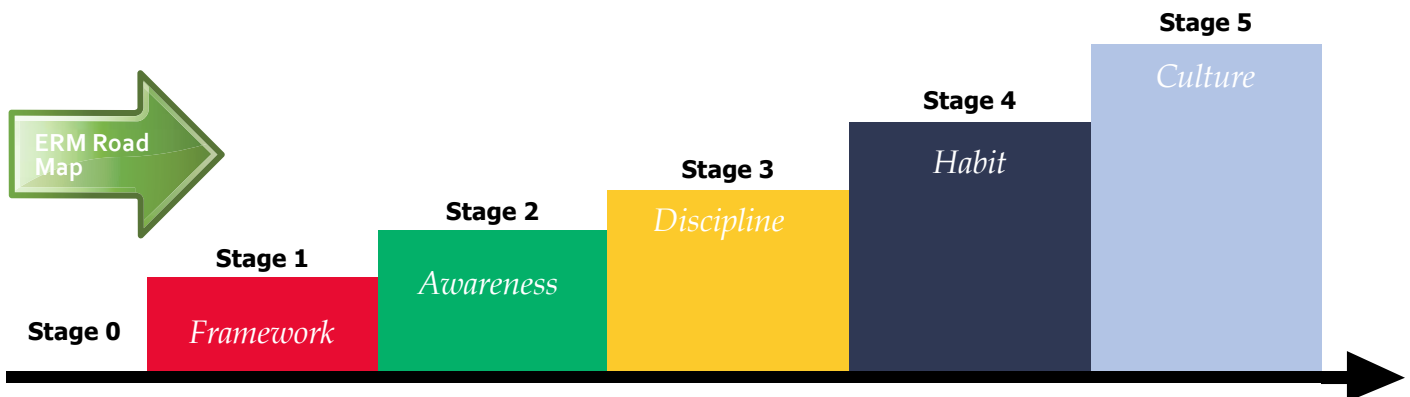 ERM Road
Map
Stage 0
Stage 1
Framework
Stage 2
Awareness
Stage 3
Discipline
Stage 4
Habit
Stage 5
Culture